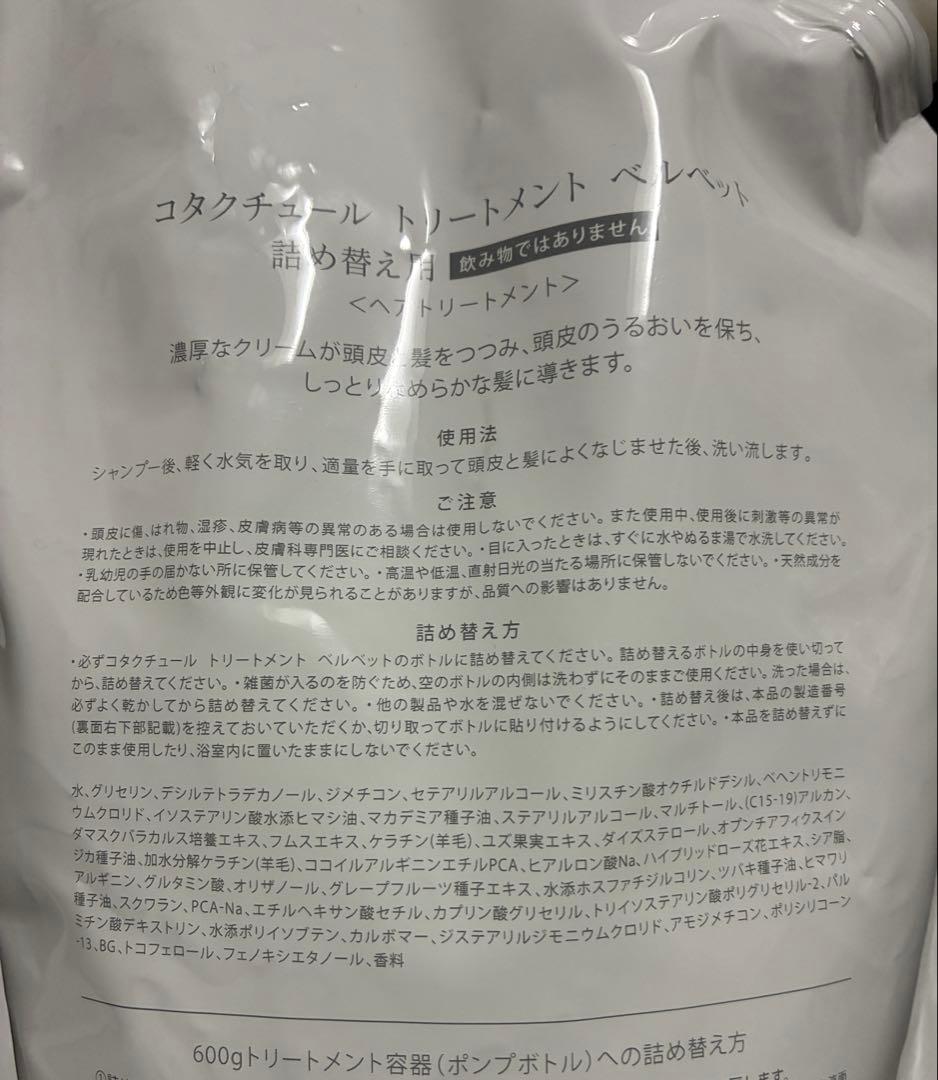 コタクチュール トリートメント ベルベット
詰め替え用 飲み物ではありません
＜ヘアトリートメント＞
濃厚なクリームが頭皮と髪をつつみ、頭皮のうるおいを保ち、
しっとりなめらかな髪に導きます。
使用法
シャンプー後、軽く水気を取り、適量を手に取って頭皮と髪によくなじませた後、洗い流します。
ご注意
・頭皮に傷、はれ物、湿疹、皮膚病等の異常のある場合は使用しないでください。また使用中、使用後に刺激等の異常が
現れたときは、使用を中止し、皮膚科専門医にご相談ください。・目に入ったときは、すぐに水やぬるま湯で水洗してください。
・乳幼児の手の届かない所に保管してください。・高温や低温、直射日光の当たる場所に保管しないでください。・天然成分を
配合しているため色等外観に変化が見られることがありますが、品質への影響はありません。
詰め替え方
・必ずコタクチュール トリートメント ベルベットのボトルに詰め替えてください。詰め替えるボトルの中身を使い切って
から、詰め替えてください。・雑菌が入るのを防ぐため、空のボトルの内側は洗わずにそのままご使用ください。洗った場合は、
必ずよく乾かしてから詰め替えてください。・他の製品や水を混ぜないでください。・詰め替え後は、本品の製造番号
(裏面右下部記載)を控えておいていただくか、切り取ってボトルに貼り付けるようにしてください。・本品を詰め替えずに
このまま使用したり、浴室内に置いたままにしないでください。
水、グリセリン、デシルテトラデカノール、ジメチコン、セテアリルアルコール、ミリスチン酸オクチルドデシル、ベヘントリモニ
ウムクロリド、イソステアリン酸水添ヒマシ油、マカデミア種子油、ステアリルアルコール、マルチトール、(C15-19)アルカン、
ダマスクバラカルス培養エキス、フムスエキス、ケラチン(羊毛)、ユズ果実エキス、ダイズステロール、オプンチアフィクスイン
ジカ種子油、加水分解ケラチン(羊毛)、ココイルアルギニンエチルPCA、ヒアルロン酸Na、ハイブリッドローズ花エキス、シア脂、
アルギニン、グルタミン酸、オリザノール、グレープフルーツ種子エキス、水添ホスファチジルコリン、ツバキ種子油、ヒマワリ
種子油、スクワラン、PCA-Na、エチルヘキサン酸セチル、カプリン酸グリセリル、トリイソステアリン酸ポリグリセリル-2、パル
ミチン酸デキストリン、水添ポリイソブテン、カルボマー、ジステアリルジモニウムクロリド、アモジメチコン、ポリシリコーン
-13、BG、トコフェロール、フェノキシエタノール、香料
600gトリートメント容器(ポンプボトル)への詰め替え方